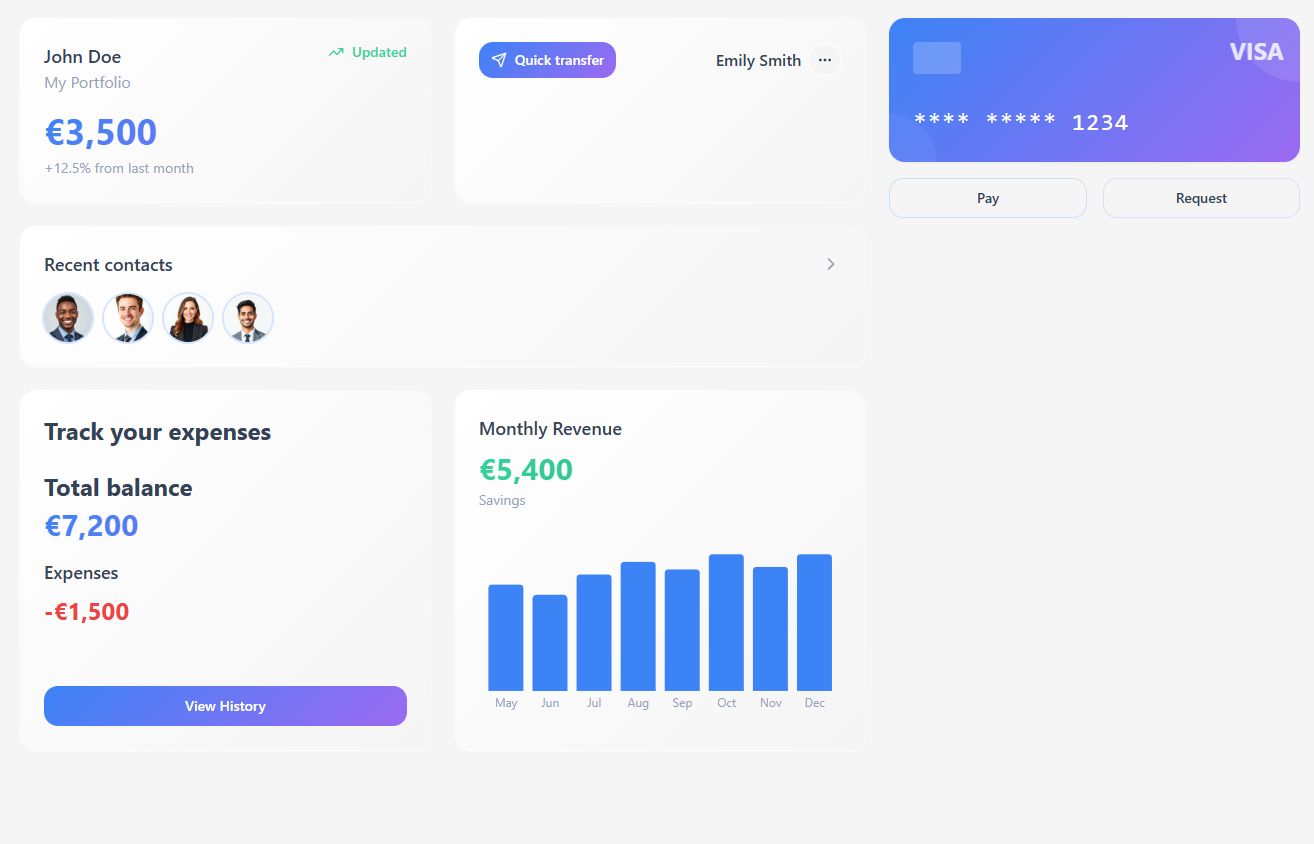 John Doe
Updated
My Portfolio
€3,500
+12.5% from last month
Quick transfer
Emily Smith
VISA
**** ***** 1234
Pay
Request
Recent contacts
Track your expenses
Total balance
€7,200
Expenses
-€1,500
View History
Monthly Revenue
€5,400
Savings
May Jun Jul Aug Sep Oct Nov Dec